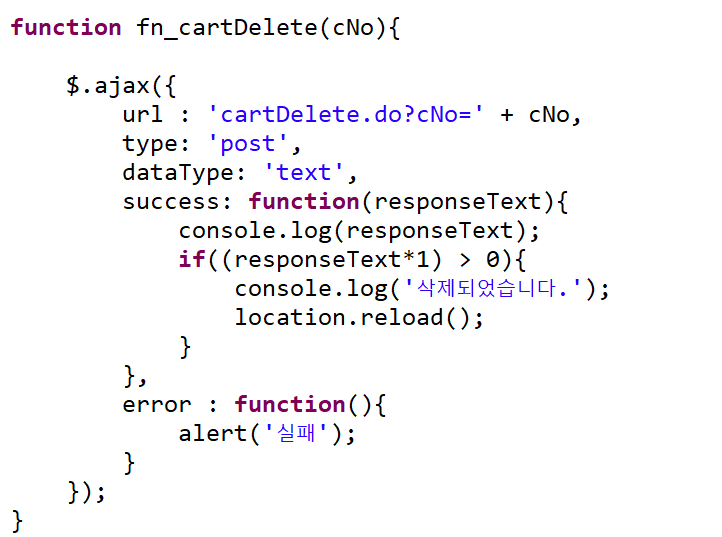 function fn_cartDelete(cNo){
    $.ajax({
        url : 'cartDelete.do?cNo=' + cNo,
        type: 'post',
        dataType: 'text',
        success: function(responseText){
            console.log(responseText);
            if((responseText*1) > 0){
                console.log('삭제되었습니다.');
                location.reload();
            }
        },
        error : function(){
            alert('실패');
        }
    });
}